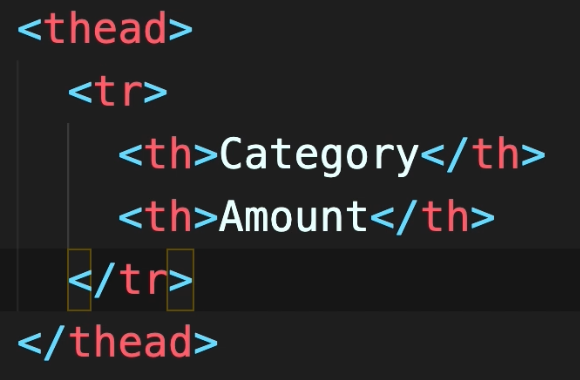 <thead>
<tr>
<th>Category</th>
<th>Amount</th>
</tr>
</thead>